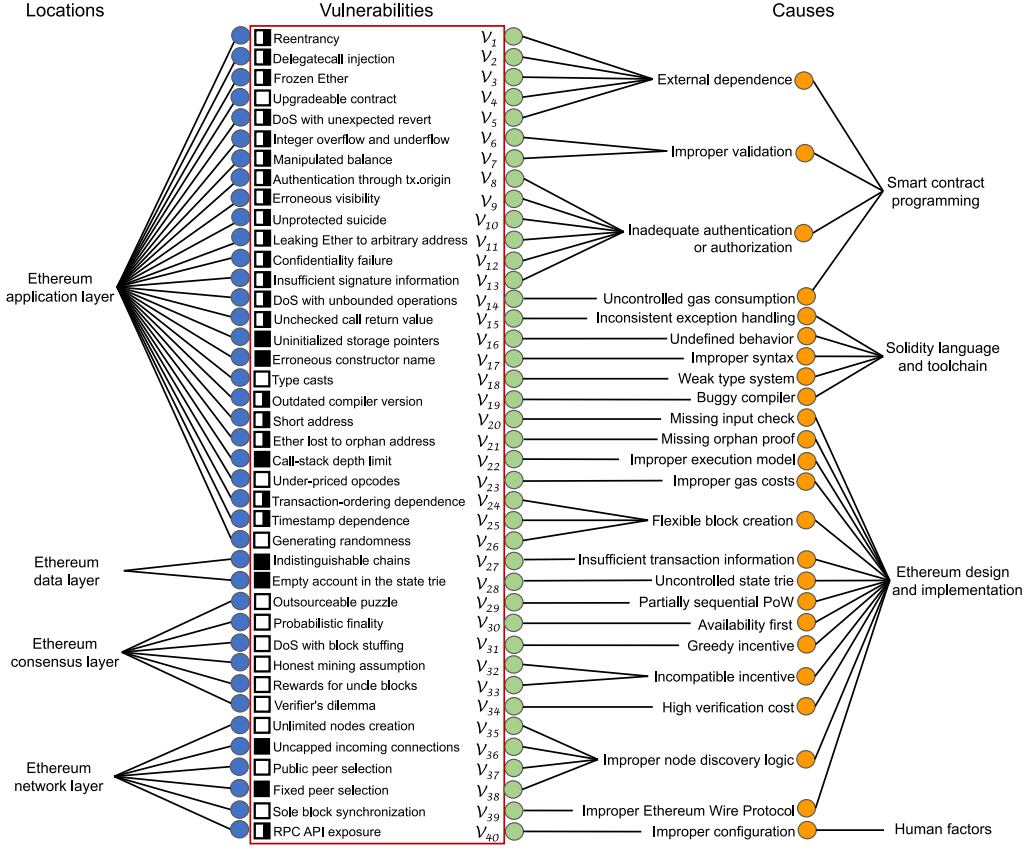 Locations Vulnerabilities Causes
Reentrancy V1
Delegatecall injection V2
Frozen Ether V3
Upgradeable contract V4
DoS with unexpected revert V5
Integer overflow and underflow V6
Manipulated balance V7
Authentication through tx.origin V8
Erroneous visibility V9
Unprotected suicide V10
Leaking Ether to arbitrary address V11
Confidentiality failure V12
Insufficient signature information V13
DoS with unbounded operations V14
Unchecked call return value V15
Uninitialized storage pointers V16
Erroneous constructor name V17
Type casts V18
Outdated compiler version V19
Short address V20
Ether lost to orphan address V21
Call-stack depth limit V22
Under-priced opcodes V23
Transaction-ordering dependence V24
Timestamp dependence V25
Generating randomness V26
Indistinguishable chains V27
Empty account in the state trie V28
Outsourceable puzzle V29
Probabilistic finality V30
DoS with block stuffing V31
Honest mining assumption V32
Rewards for uncle blocks V33
Verifier's dilemma V34
Unlimited nodes creation V35
Uncapped incoming connections V36
Public peer selection V37
Fixed peer selection V38
Sole block synchronization V39
RPC API exposure V40
Ethereum
application layer
Ethereum
data layer
Ethereum
consensus layer
Ethereum
network layer
External dependence
Improper validation
Inadequate authentication
or authorization
Uncontrolled gas consumption
Inconsistent exception handling
Undefined behavior
Improper syntax
Weak type system
Buggy compiler
Missing input check
Missing orphan proof
Improper execution model
Improper gas costs
Flexible block creation
Insufficient transaction information
Uncontrolled state trie
Partially sequential PoW
Availability first
Greedy incentive
Incompatible incentive
High verification cost
Improper node discovery logic
Improper Ethereum Wire Protocol
Improper configuration
Smart contract
programming
Solidity language
and toolchain
Ethereum design
and implementation
Human factors